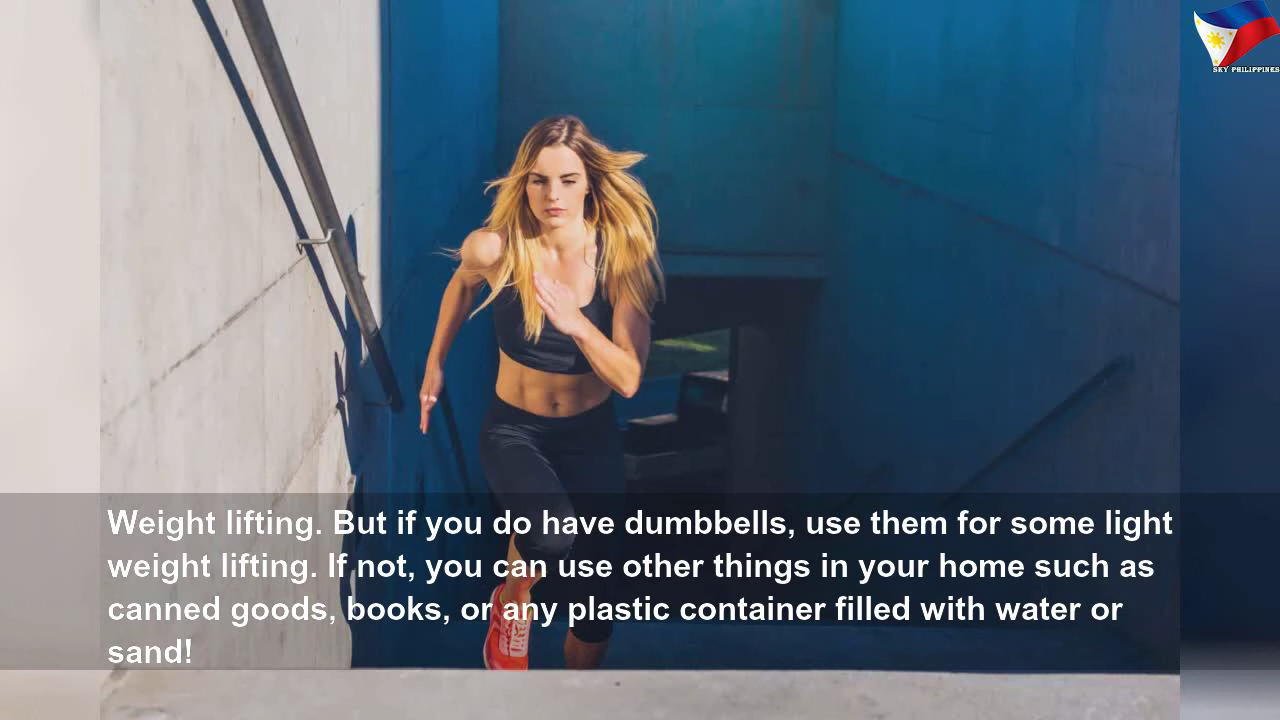 SKY PHILIPPINES
Weight lifting. But if you do have dumbbells, use them for some light
weight lifting. If not, you can use other things in your home such as
canned goods, books, or any plastic container filled with water or
sand!